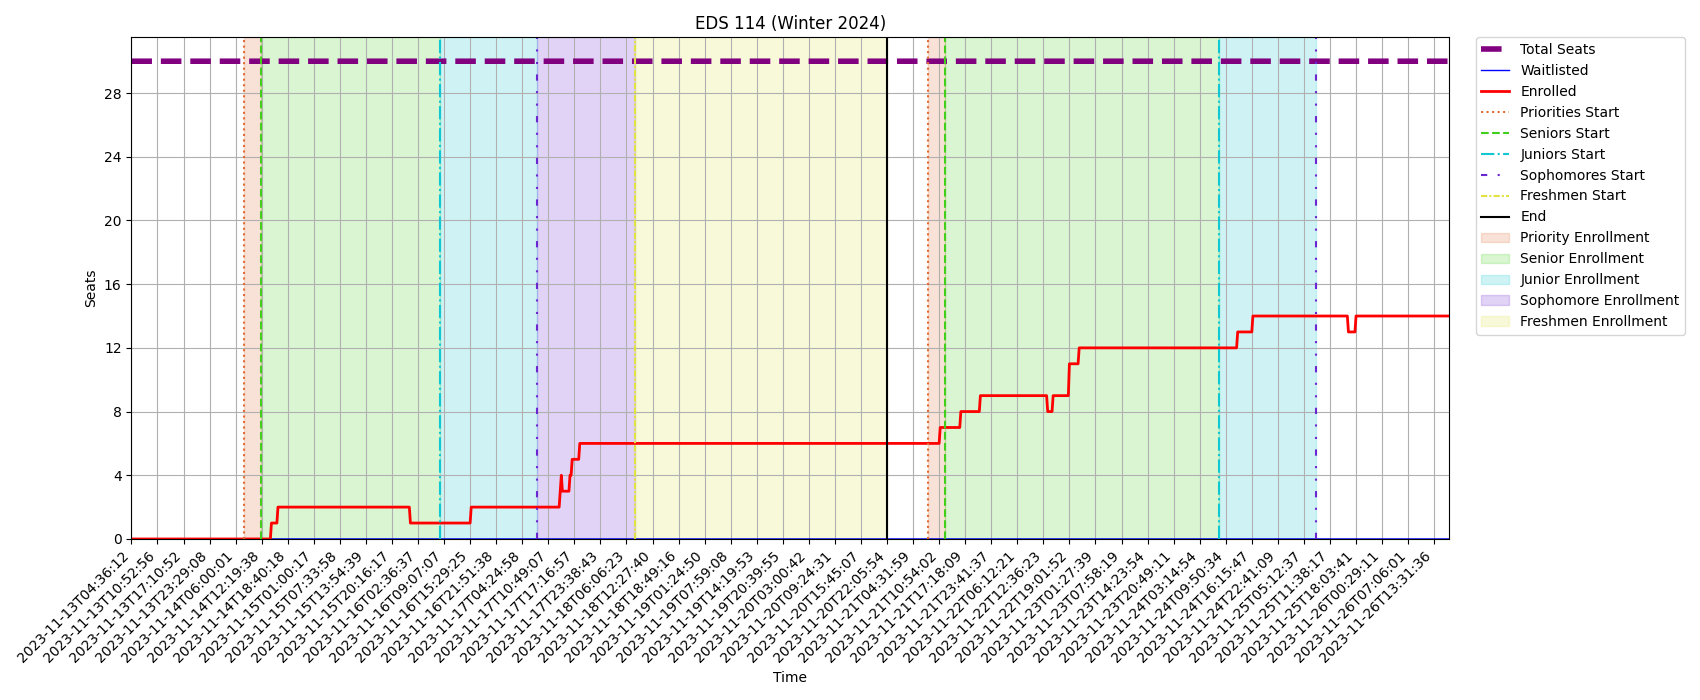 EDS 114 (Winter 2024)
Seats
28
24
20
16
12
8
4
0
2023-11-13T04:36:12
2023-11-13T10:52:56
2023-11-13T17:10:52
2023-11-13T23:29:08
2023-11-14T06:00:01
2023-11-14T12:19:38
2023-11-14T18:40:18
2023-11-15T01:00:17
2023-11-15T07:33:58
2023-11-15T13:54:39
2023-11-15T20:16:17
2023-11-16T02:36:37
2023-11-16T09:07:07
2023-11-16T15:29:25
2023-11-16T21:51:38
2023-11-17T04:24:58
2023-11-17T10:49:07
2023-11-17T17:16:57
2023-11-17T23:38:43
2023-11-18T06:06:23
2023-11-18T12:27:40
2023-11-18T18:49:16
2023-11-19T01:24:50
2023-11-19T07:59:08
2023-11-19T14:19:53
2023-11-19T20:39:55
2023-11-20T03:00:42
2023-11-20T09:24:31
2023-11-20T15:45:07
2023-11-20T22:05:54
2023-11-21T04:31:59
2023-11-21T10:54:02
2023-11-21T17:18:09
2023-11-21T23:41:37
2023-11-22T06:12:21
2023-11-22T12:36:23
2023-11-22T19:01:52
2023-11-23T01:27:39
2023-11-23T07:58:19
2023-11-23T14:23:54
2023-11-23T20:49:11
2023-11-24T03:14:54
2023-11-24T09:50:34
2023-11-24T16:15:47
2023-11-24T22:41:09
2023-11-25T05:12:37
2023-11-25T11:38:17
2023-11-25T18:03:41
2023-11-26T00:29:11
2023-11-26T07:06:01
2023-11-26T13:31:36
Time
Total Seats
Waitlisted
Enrolled
Priorities Start
Seniors Start
Juniors Start
Sophomores Start
Freshmen Start
End
Priority Enrollment
Senior Enrollment
Junior Enrollment
Sophomore Enrollment
Freshmen Enrollment